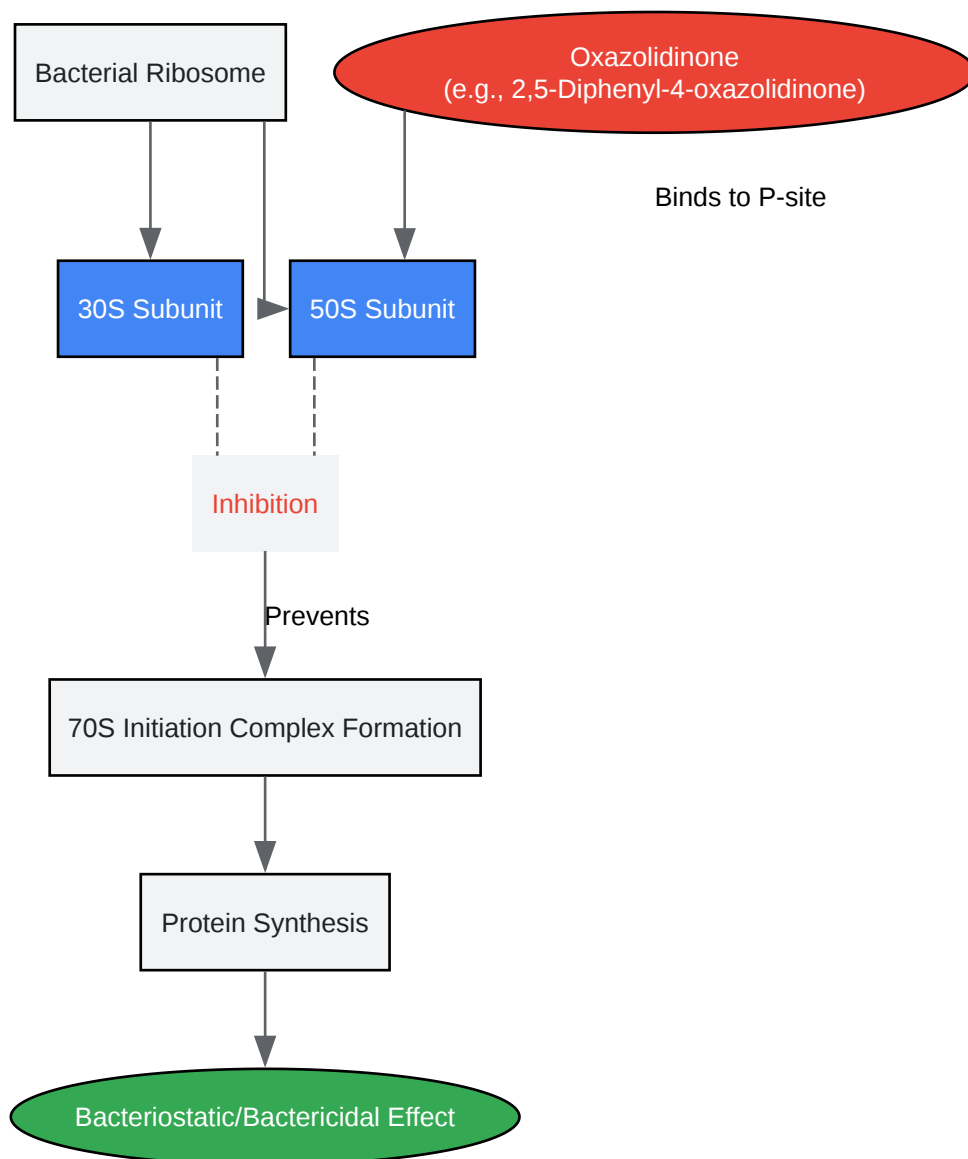 Bacterial Ribosome
Oxazolidinone
(e.g., 2,5-Diphenyl-4-oxazolidinone)
Binds to P-site
30S Subunit
50S Subunit
Inhibition
Prevents
70S Initiation Complex Formation
Protein Synthesis
Bacteriostatic/Bactericidal Effect